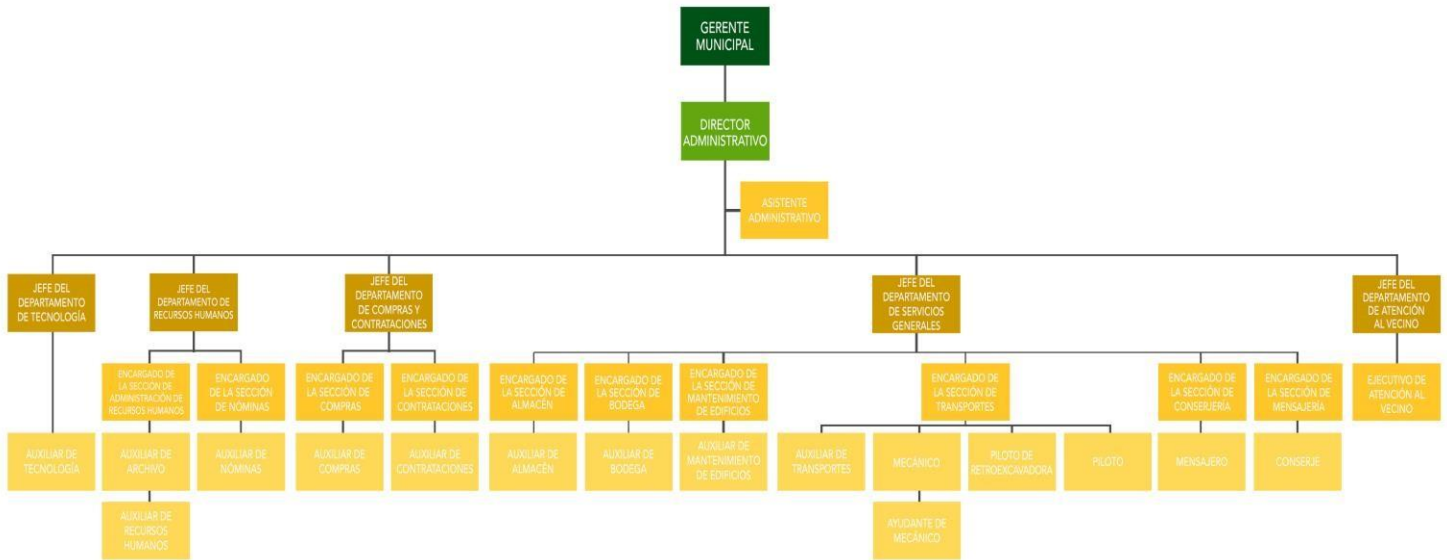 GERENTE
MUNICIPAL
DIRECTOR
ADMINISTRATIVO
ASISTENTE
ADMINISTRATIVO
JEFE DEL
DEPARTAMENTO
DE TECNOLOGÍA
JEFE DEL
DEPARTAMENTO DE
RECURSOS HUMANOS
JEFE DEL
DEPARTAMENTO
DE COMPRAS Y
CONTRATACIONES
JEFE DEL
DEPARTAMENTO
DE SERVICIOS
GENERALES
JEFE DEL
DEPARTAMENTO
DE ATENCIÓN
AL VECINO
ENCARGADO DE
LA SECCIÓN DE
ADMINISTRACIÓN DE
RECURSOS HUMANOS
ENCARGADO
DE LA SECCIÓN
DE NÓMINAS
ENCARGADO DE
LA SECCIÓN DE
COMPRAS
ENCARGADO DE
LA SECCIÓN DE
CONTRATACIONES
ENCARGADO DE
LA SECCIÓN DE
ALMACÉN
ENCARGADO DE
LA SECCIÓN DE
BODEGA
ENCARGADO DE
LA SECCIÓN DE
MANTENIMIENTO
DE EDIFICIOS
ENCARGADO DE
LA SECCIÓN DE
TRANSPORTES
ENCARGADO DE
LA SECCIÓN DE
CONSERJERÍA
ENCARGADO DE
LA SECCIÓN DE
MENSAJERÍA
EJECUTIVO DE
ATENCIÓN AL
VECINO
AUXILIAR DE
TECNOLOGÍA
AUXILIAR DE
ARCHIVO
AUXILIAR DE
NÓMINAS
AUXILIAR DE
COMPRAS
AUXILIAR DE
CONTRATACIONES
AUXILIAR DE
ALMACÉN
AUXILIAR DE
BODEGA
AUXILIAR DE
MANTENIMIENTO
DE EDIFICIOS
AUXILIAR DE
TRANSPORTES
MECÁNICO
PILOTO DE
RETROEXCAVADORA
PILOTO
MENSAJERO
CONSERJE
AUXILIAR DE
RECURSOS
HUMANOS
AYUDANTE DE
MECÁNICO